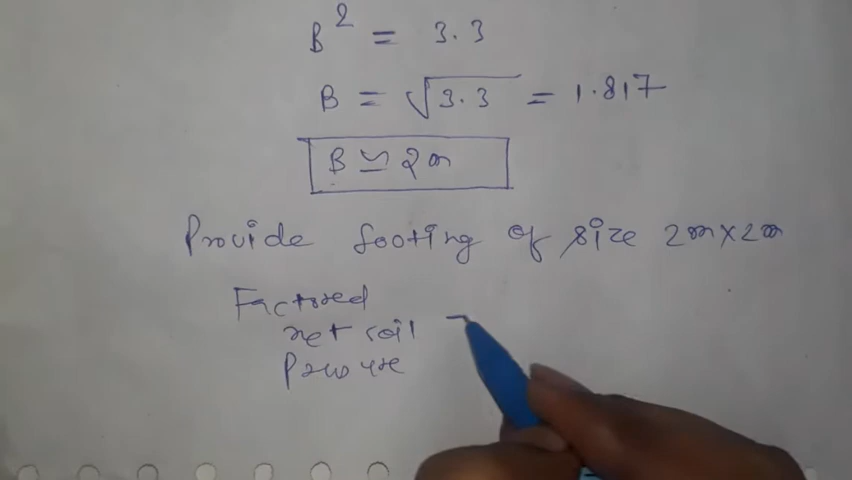 B² = 3.3
B = √3.3 = 1.817
B ≃ 2m
Provide footing of size 2m×2m
Factored
net soil
Pressure